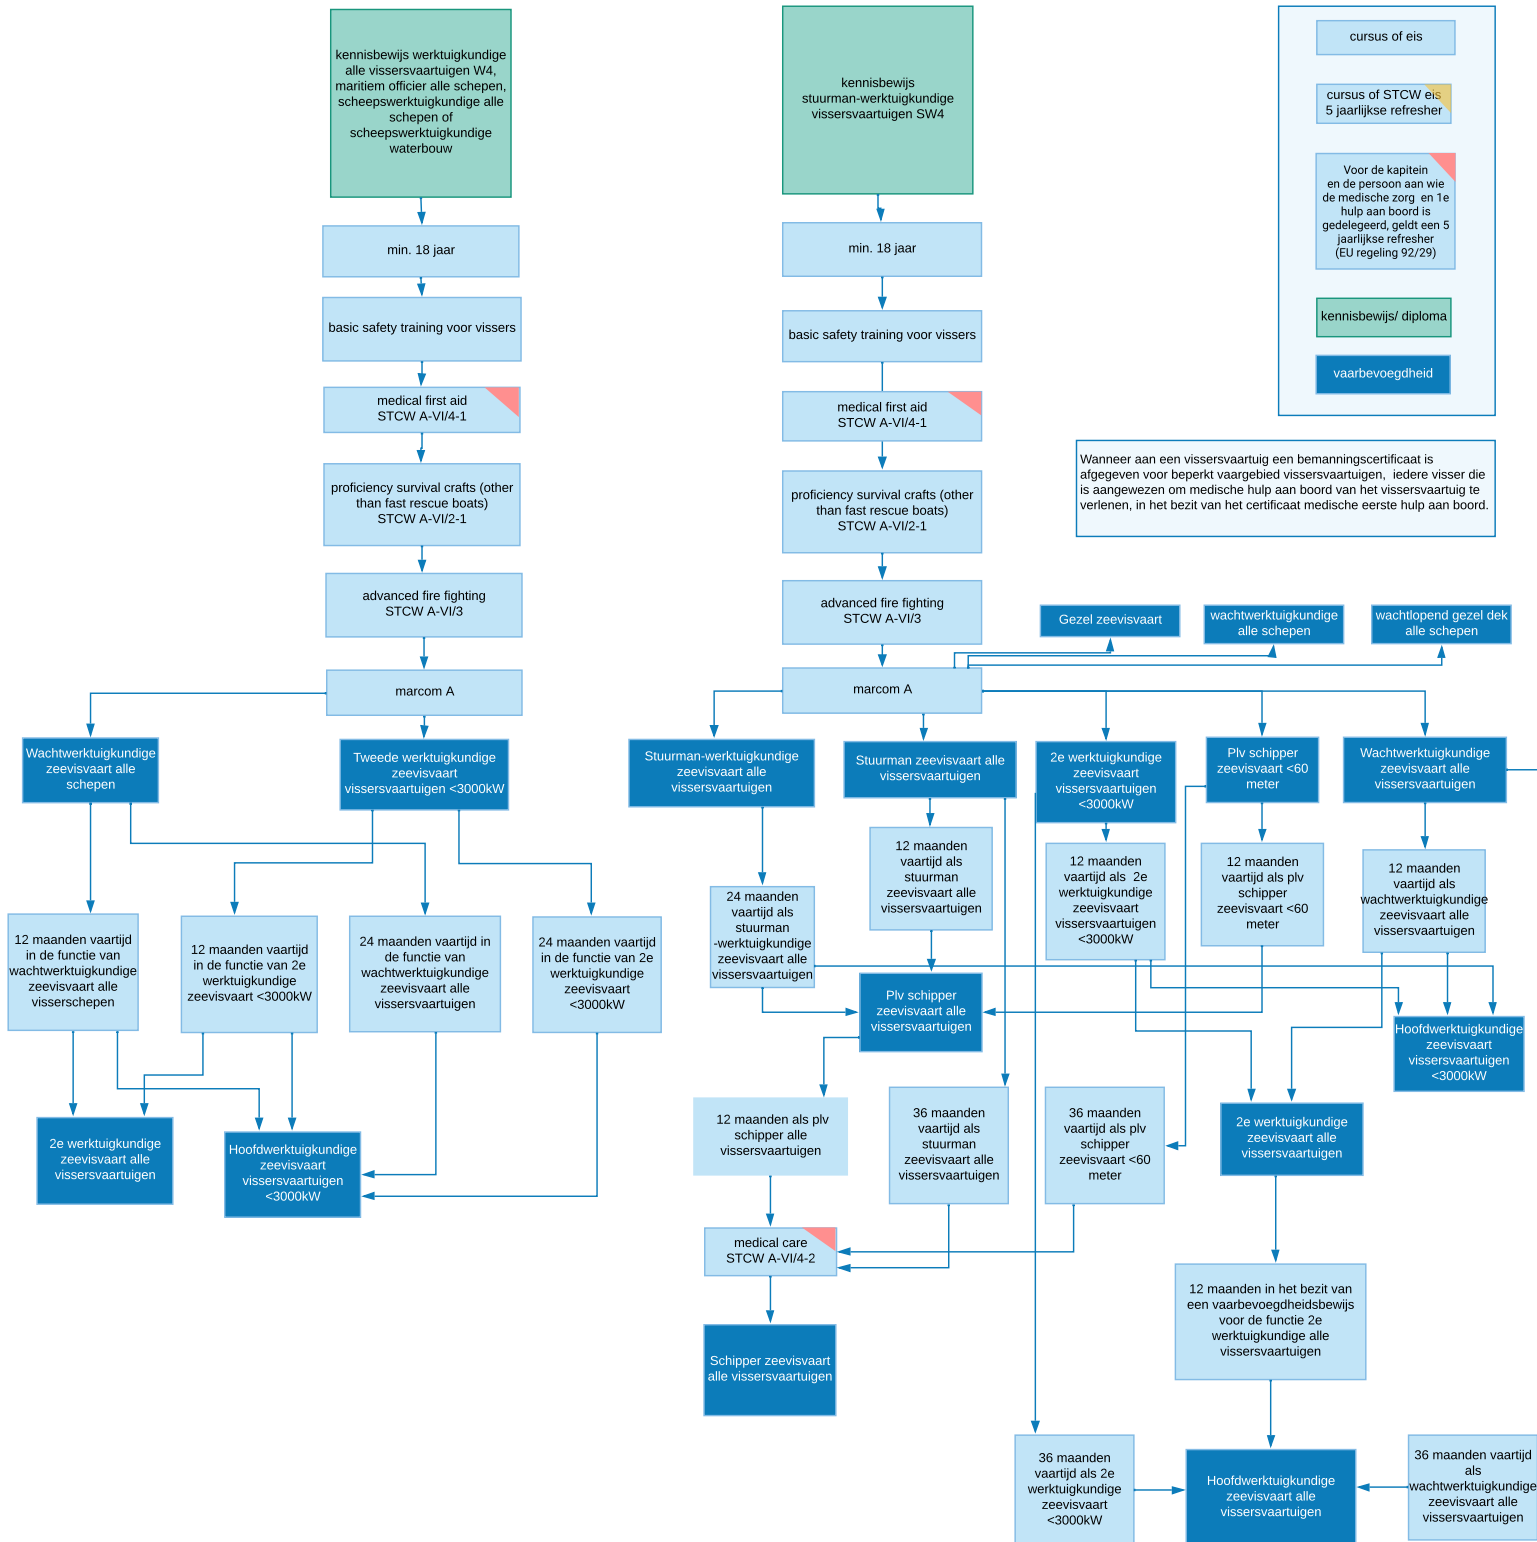 kennisbewijs werktuigkundige
alle vissersvaartuigen W4,
maritiem officier alle schepen,
scheepswerktuigkundige alle
schepen of
scheepswerktuigkundige
waterbouw
min. 18 jaar
basic safety training voor vissers
medical first aid
STCW A-VI/4-1
proficiency survival crafts (other
than fast rescue boats)
STCW A-VI/2-1
advanced fire fighting
STCW A-VI/3
marcom A
Wachtwerktuigkundige
zeevisvaart alle
schepen
Tweede werktuigkundige
zeevisvaart
vissersvaartuigen <3000kW
12 maanden vaartijd
in de functie van
wachtwerktuigkundige
zeevisvaart alle
visserschepen
12 maanden vaartijd
in de functie van 2e
werktuigkundige
zeevisvaart <3000kW
24 maanden vaartijd in
de functie van
wachtwerktuigkundige
zeevisvaart alle
vissersvaartuigen
24 maanden vaartijd
in de functie van 2e
werktuigkundige
zeevisvaart
<3000kW
2e werktuigkundige
zeevisvaart alle
vissersvaartuigen
Hoofdwerktuigkundige
zeevisvaart
vissersvaartuigen
<3000kW
kennisbewijs
stuurman-werktuigkundige
vissersvaartuigen SW4
min. 18 jaar
basic safety training voor vissers
medical first aid
STCW A-VI/4-1
proficiency survival crafts (other
than fast rescue boats)
STCW A-VI/2-1
advanced fire fighting
STCW A-VI/3
marcom A
Gezel zeevisvaart
wachtwerktuigkundige
alle schepen
wachtlopend gezel dek
alle schepen
Stuurman-werktuigkundige
zeevisvaart alle
vissersvaartuigen
Stuurman zeevisvaart alle
vissersvaartuigen
2e werktuigkundige
zeevisvaart
vissersvaartuigen
<3000kW
Plv schipper
zeevisvaart <60
meter
Wachtwerktuigkundige
zeevisvaart alle
vissersvaartuigen
24 maanden
vaartijd als
stuurman
-werktuigkundige
zeevisvaart alle
vissersvaartuigen
12 maanden
vaartijd als
stuurman
zeevisvaart alle
vissersvaartuigen
12 maanden
vaartijd als 2e
werktuigkundige
zeevisvaart
vissersvaartuigen
<3000kW
12 maanden
vaartijd als plv
schipper
zeevisvaart <60
meter
12 maanden
vaartijd als
wachtwerktuigkundige
zeevisvaart alle
vissersvaartuigen
Plv schipper
zeevisvaart alle
vissersvaartuigen
Hoofdwerktuigkundige
zeevisvaart
vissersvaartuigen
<3000kW
12 maanden als plv
schipper alle
vissersvaartuigen
36 maanden
vaartijd als
stuurman
zeevisvaart alle
vissersvaartuigen
36 maanden
vaartijd als plv
schipper
zeevisvaart <60
meter
2e werktuigkundige
zeevisvaart alle
vissersvaartuigen
medical care
STCW A-VI/4-2
Schipper zeevisvaart
alle vissersvaartuigen
12 maanden in het bezit van
een vaarbevoegdheidsbewijs
voor de functie 2e
werktuigkundige alle
vissersvaartuigen
36 maanden
vaartijd als 2e
werktuigkundige
zeevisvaart
<3000kW
Hoofdwerktuigkundige
zeevisvaart alle
vissersvaartuigen
36 maanden vaartijd
als
wachtwerktuigkundige
zeevisvaart alle
vissersvaartuigen
cursus of eis
cursus of STCW eis
5 jaarlijkse refresher
Voor de kapitein
en de persoon aan wie
de medische zorg en 1e
hulp aan boord is
gedelegeerd, geldt een 5
jaarlijkse refresher
(EU regeling 92/29)
kennisbewijs/ diploma
vaarbevoegdheid
Wanneer aan een vissersvaartuig een bemanningscertificaat is
afgegeven voor beperkt vaargebied vissersvaartuigen, iedere visser die
is aangewezen om medische hulp aan boord van het vissersvaartuig te
verlenen, in het bezit van het certificaat medische eerste hulp aan boord.